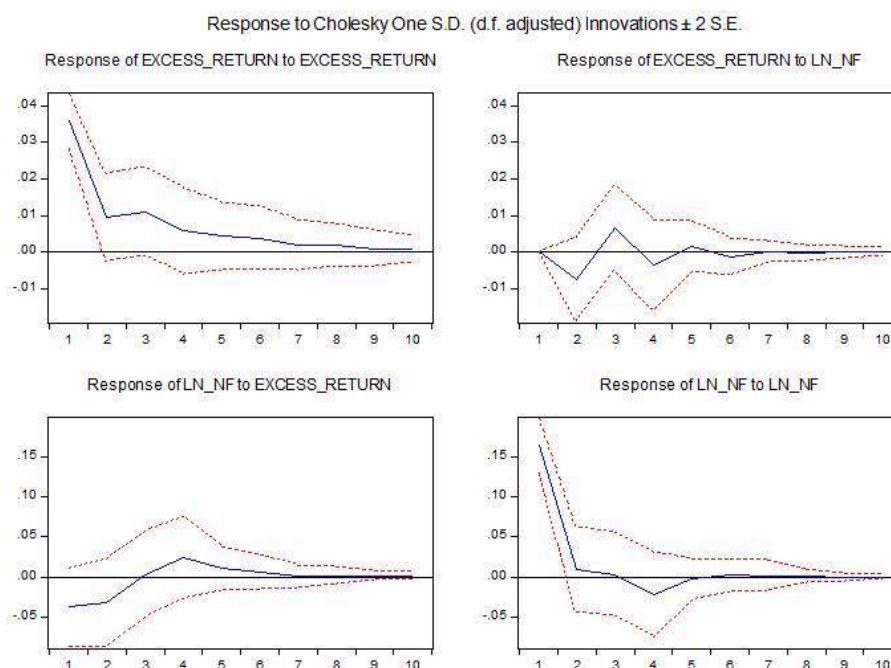 Response to Cholesky One S.D. (d.f. adjusted) Innovations ± 2 S.E.
Response of EXCESS_RETURN to EXCESS_RETURN
.04
.03
.02
.01
.00
-.01
1 2 3 4 5 6 7 8 9 10
Response of EXCESS_RETURN to LN_NF
.04
.03
.02
.01
.00
-.01
1 2 3 4 5 6 7 8 9 10
Response of LN_NF to EXCESS_RETURN
.15
.10
.05
.00
-.05
1 2 3 4 5 6 7 8 9 10
Response of LN_NF to LN_NF
.15
.10
.05
.00
-.05
1 2 3 4 5 6 7 8 9 10